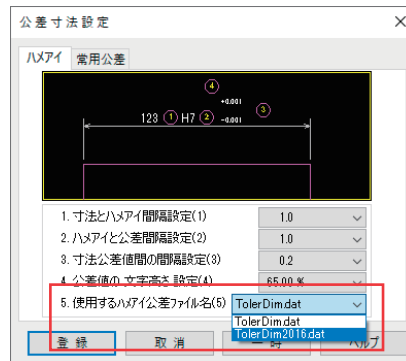 公差寸法設定
ハメアイ 常用公差
4
+0.001
123 1 H7 2 -0.001 3
1. 寸法とハメアイ間隔設定(1) 1.0
2. ハメアイと公差間隔設定(2) 1.0
3. 寸法公差値間の間隔設定(3) 0.2
4. 公差値の 文字高さ 設定(4) 65.00 %
5. 使用するハメアイ公差ファイル名(5) TolerDim.dat
TolerDim.dat
TolerDim2016.dat
登 録 取 消 一 時 ヘルプ